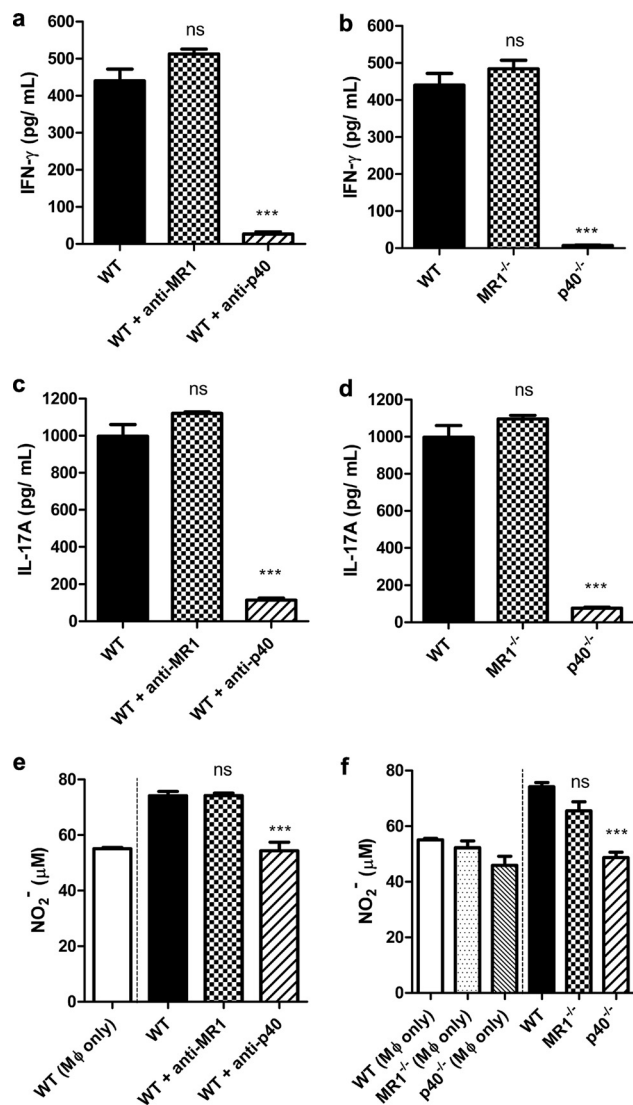 a
IFN-γ (pg/ mL)
600
500
400
300
200
100
0
ns
***
WT
WT + anti-MR1
WT + anti-p40
b
IFN-γ (pg/ mL)
600
500
400
300
200
100
0
ns
***
WT
MR1-/-
p40-/-
c
IL-17A (pg/ mL)
1200
1000
800
600
400
200
0
ns
***
WT
WT + anti-MR1
WT + anti-p40
d
IL-17A (pg/ mL)
1200
1000
800
600
400
200
0
ns
***
WT
MR1-/-
p40-/-
e
NO2- (μM)
80
60
40
20
0
ns
***
WT (Mϕ only)
WT
WT + anti-MR1
WT + anti-p40
f
NO2- (μM)
80
60
40
20
0
ns
***
WT (Mϕ only)
MR1-/- (Mϕ only)
p40-/- (Mϕ only)
WT
MR1-/-
p40-/-